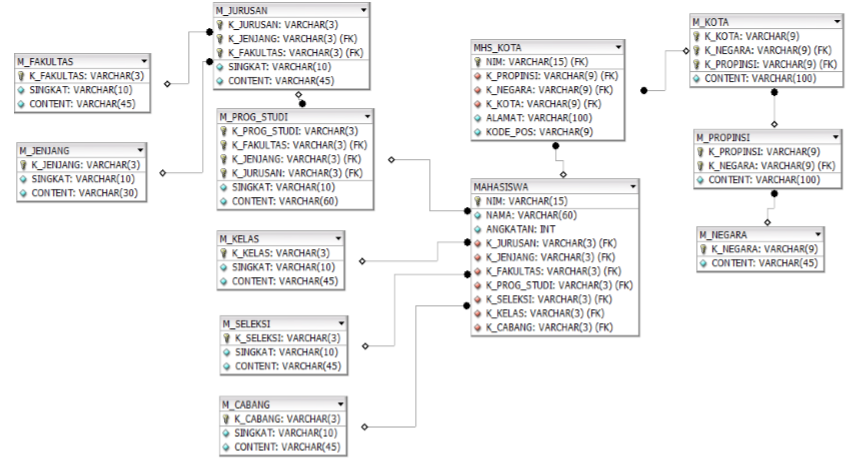 M_FAKULTAS
K_FAKULTAS: VARCHAR(3)
SINGKAT: VARCHAR(10)
CONTENT: VARCHAR(45)
M_JENJANG
K_JENJANG: VARCHAR(3)
SINGKAT: VARCHAR(10)
CONTENT: VARCHAR(30)
M_JURUSAN
K_JURUSAN: VARCHAR(3)
K_JENJANG: VARCHAR(3) (FK)
K_FAKULTAS: VARCHAR(3) (FK)
SINGKAT: VARCHAR(10)
CONTENT: VARCHAR(45)
M_PROG_STUDI
K_PROG_STUDI: VARCHAR(3)
K_FAKULTAS: VARCHAR(3) (FK)
K_JENJANG: VARCHAR(3) (FK)
K_JURUSAN: VARCHAR(3) (FK)
SINGKAT: VARCHAR(10)
CONTENT: VARCHAR(60)
M_KELAS
K_KELAS: VARCHAR(3)
SINGKAT: VARCHAR(10)
CONTENT: VARCHAR(45)
M_SELEKSI
K_SELEKSI: VARCHAR(3)
SINGKAT: VARCHAR(10)
CONTENT: VARCHAR(45)
M_CABANG
K_CABANG: VARCHAR(3)
SINGKAT: VARCHAR(10)
CONTENT: VARCHAR(45)
MHS_KOTA
NIM: VARCHAR(15) (FK)
K_PROPINSI: VARCHAR(9) (FK)
K_NEGARA: VARCHAR(9) (FK)
K_KOTA: VARCHAR(9) (FK)
ALAMAT: VARCHAR(100)
KODE_POS: VARCHAR(9)
MAHASISWA
NIM: VARCHAR(15)
NAMA: VARCHAR(60)
ANGKATAN: INT
K_JURUSAN: VARCHAR(3) (FK)
K_JENJANG: VARCHAR(3) (FK)
K_FAKULTAS: VARCHAR(3) (FK)
K_PROG_STUDI: VARCHAR(3) (FK)
K_SELEKSI: VARCHAR(3) (FK)
K_KELAS: VARCHAR(3) (FK)
K_CABANG: VARCHAR(3) (FK)
M_KOTA
K_KOTA: VARCHAR(9)
K_NEGARA: VARCHAR(9) (FK)
K_PROPINSI: VARCHAR(9) (FK)
CONTENT: VARCHAR(100)
M_PROPINSI
K_PROPINSI: VARCHAR(9)
K_NEGARA: VARCHAR(9) (FK)
CONTENT: VARCHAR(100)
M_NEGARA
K_NEGARA: VARCHAR(9)
CONTENT: VARCHAR(45)